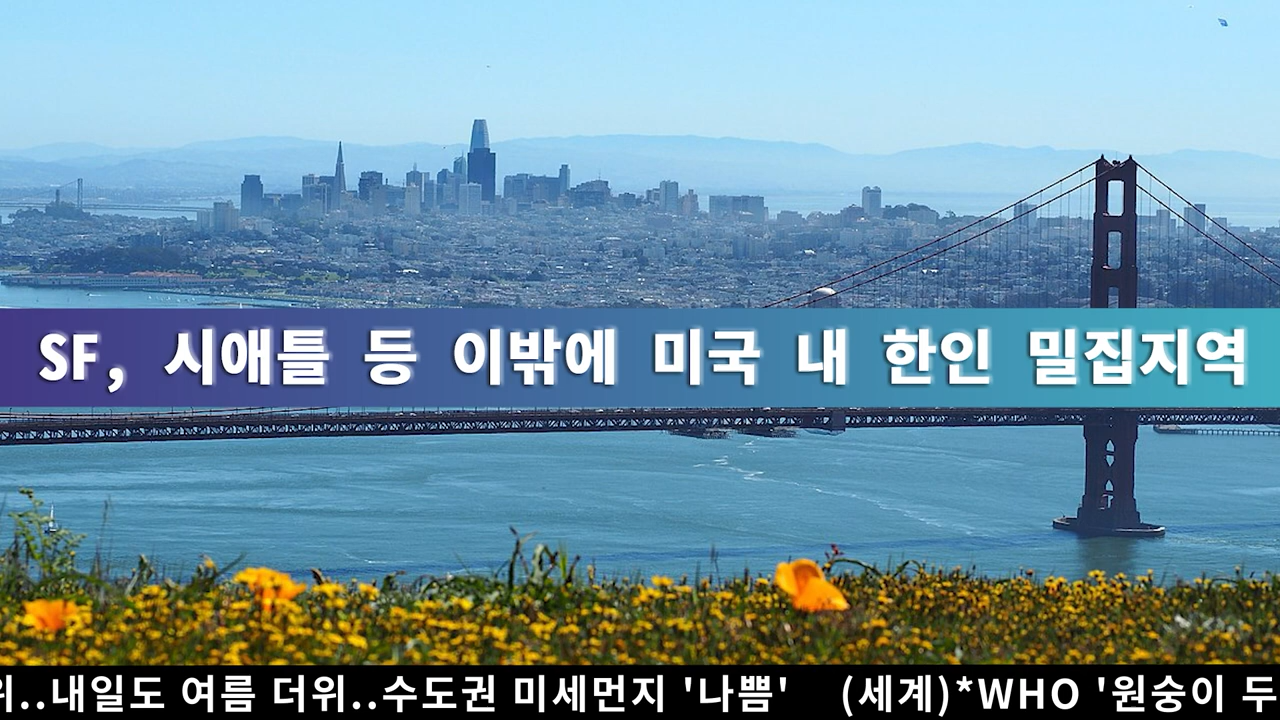 SF, 시애틀 등 이밖에 미국 내 한인 밀집지역
위..내일도 여름 더위..수도권 미세먼지 '나쁨' (세계)*WHO '원숭이 두